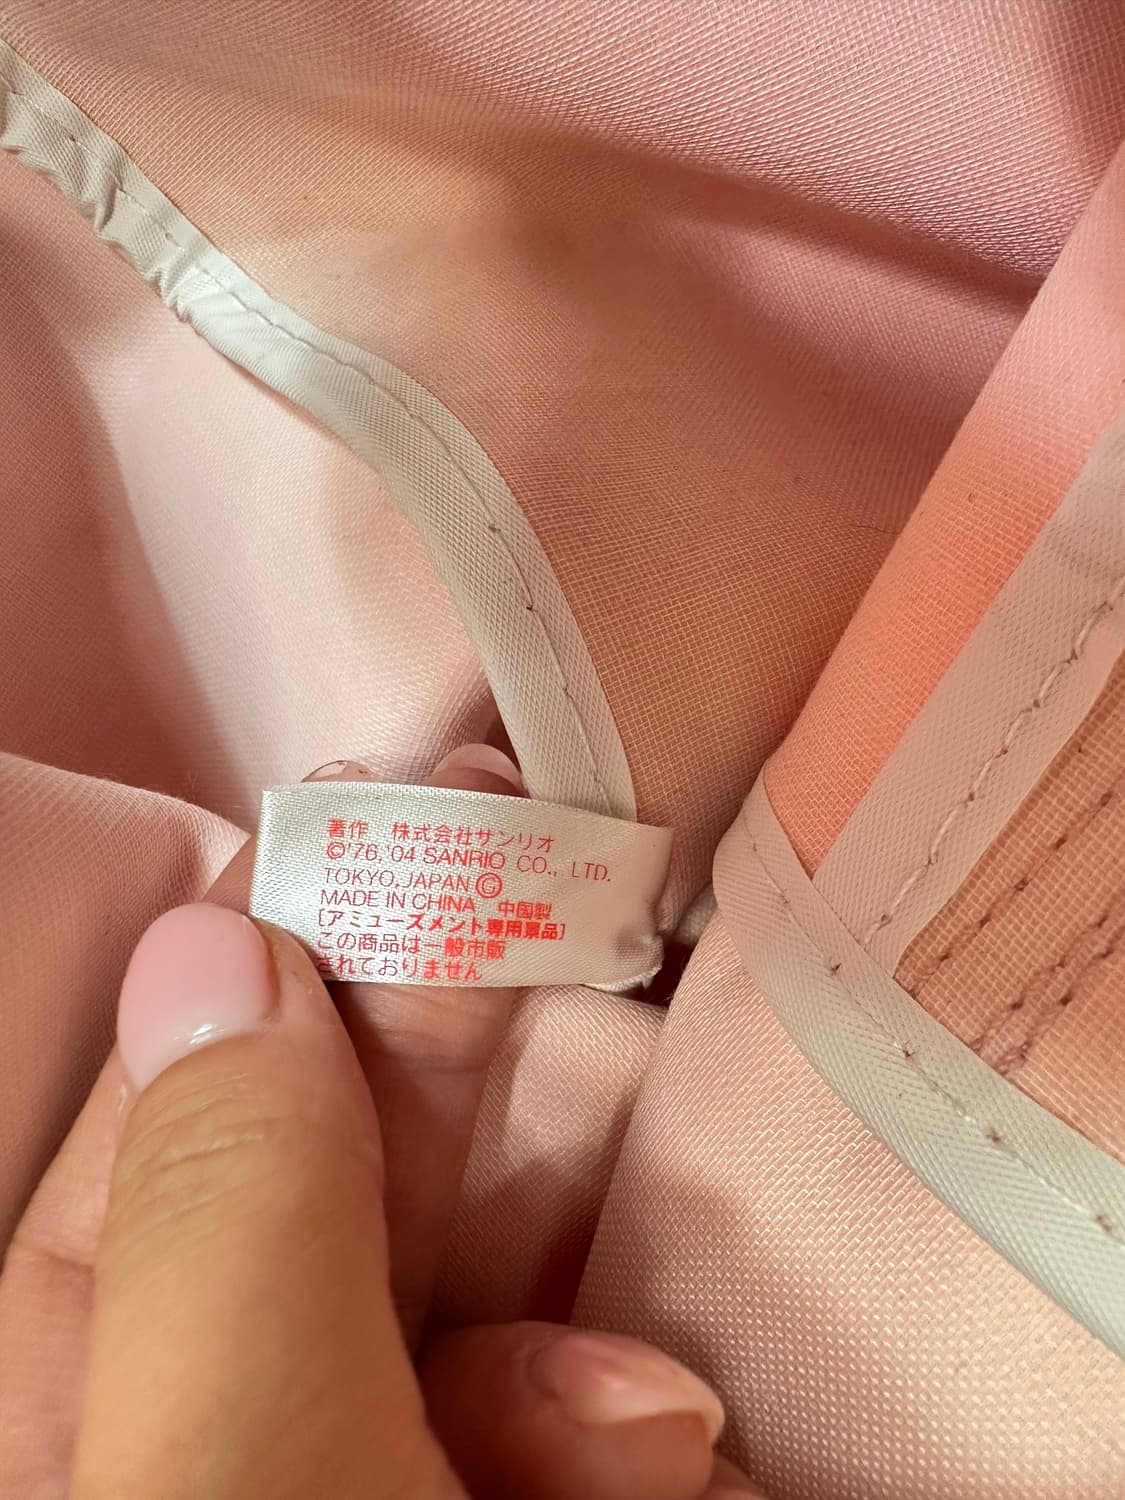 著作 株式会社サンリオ
©'76,'04 SANRIO CO., LTD.
TOKYO,JAPAN Ⓒ
MADE IN CHINA 中国製
[アミューズメント専用景品]
この商品は一般市販
されておりません